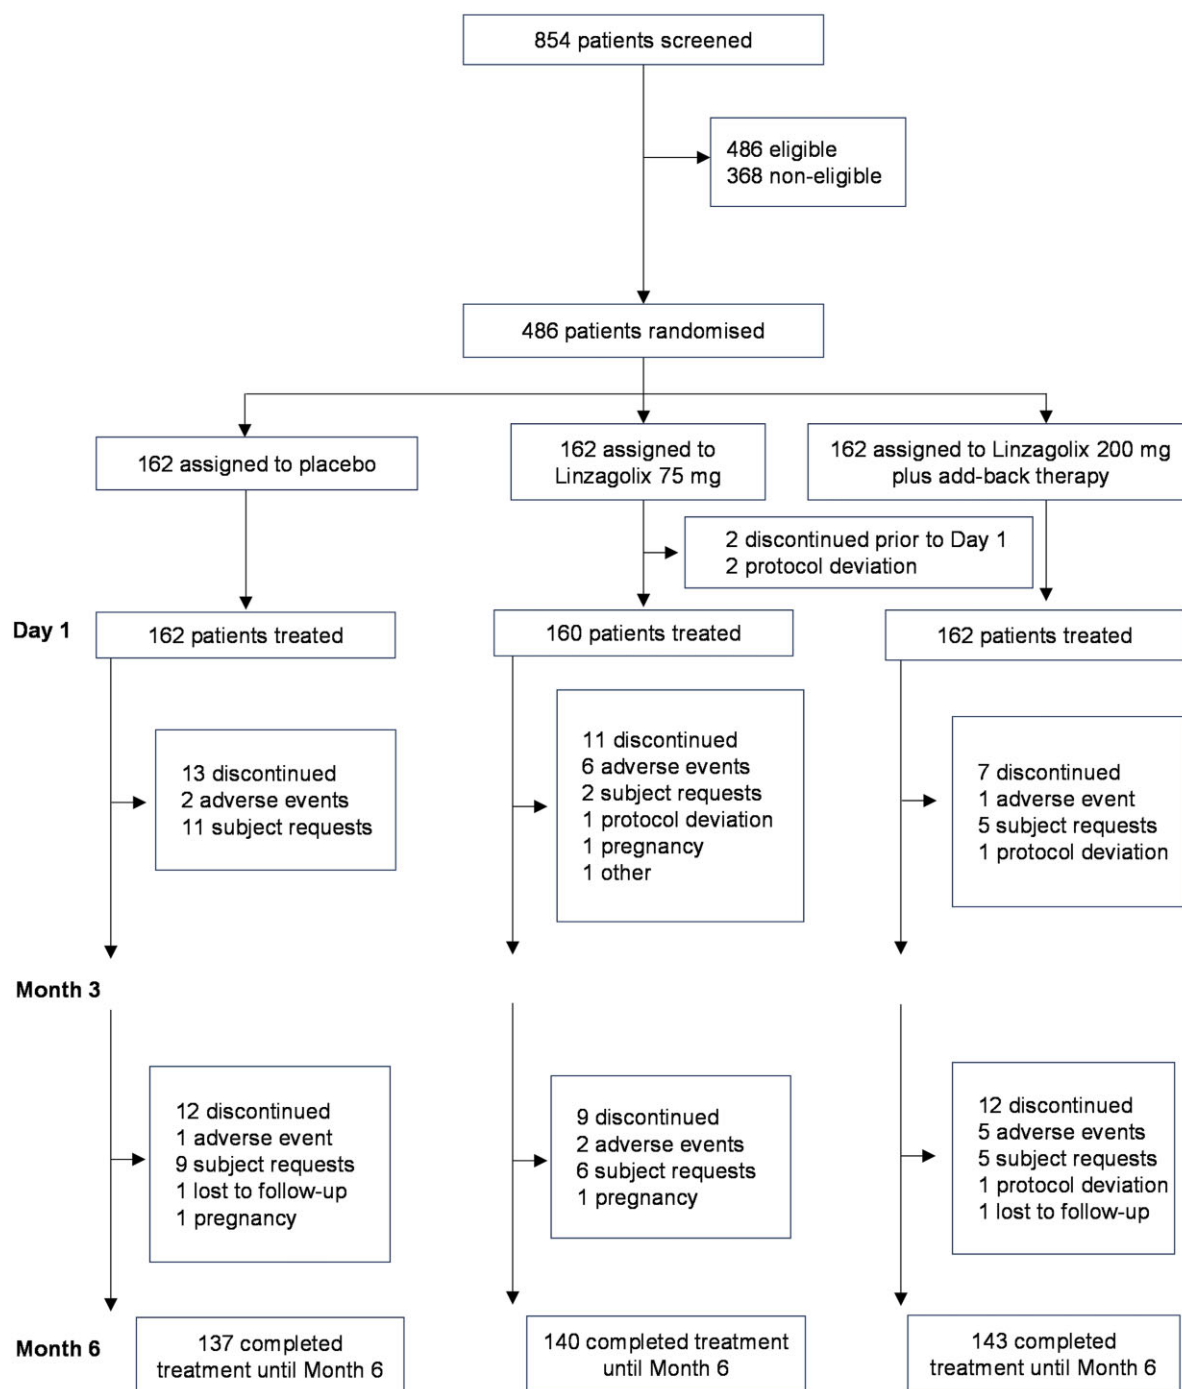 854 patients screened
486 eligible
368 non-eligible
486 patients randomised
162 assigned to placebo
162 assigned to
Linzagolix 75 mg
162 assigned to Linzagolix 200 mg
plus add-back therapy
2 discontinued prior to Day 1
2 protocol deviation
Day 1
162 patients treated
160 patients treated
162 patients treated
13 discontinued
2 adverse events
11 subject requests
11 discontinued
6 adverse events
2 subject requests
1 protocol deviation
1 pregnancy
1 other
7 discontinued
1 adverse event
5 subject requests
1 protocol deviation
Month 3
12 discontinued
1 adverse event
9 subject requests
1 lost to follow-up
1 pregnancy
9 discontinued
2 adverse events
6 subject requests
1 pregnancy
12 discontinued
5 adverse events
5 subject requests
1 protocol deviation
1 lost to follow-up
Month 6
137 completed
treatment until Month 6
140 completed treatment
until Month 6
143 completed
treatment until Month 6